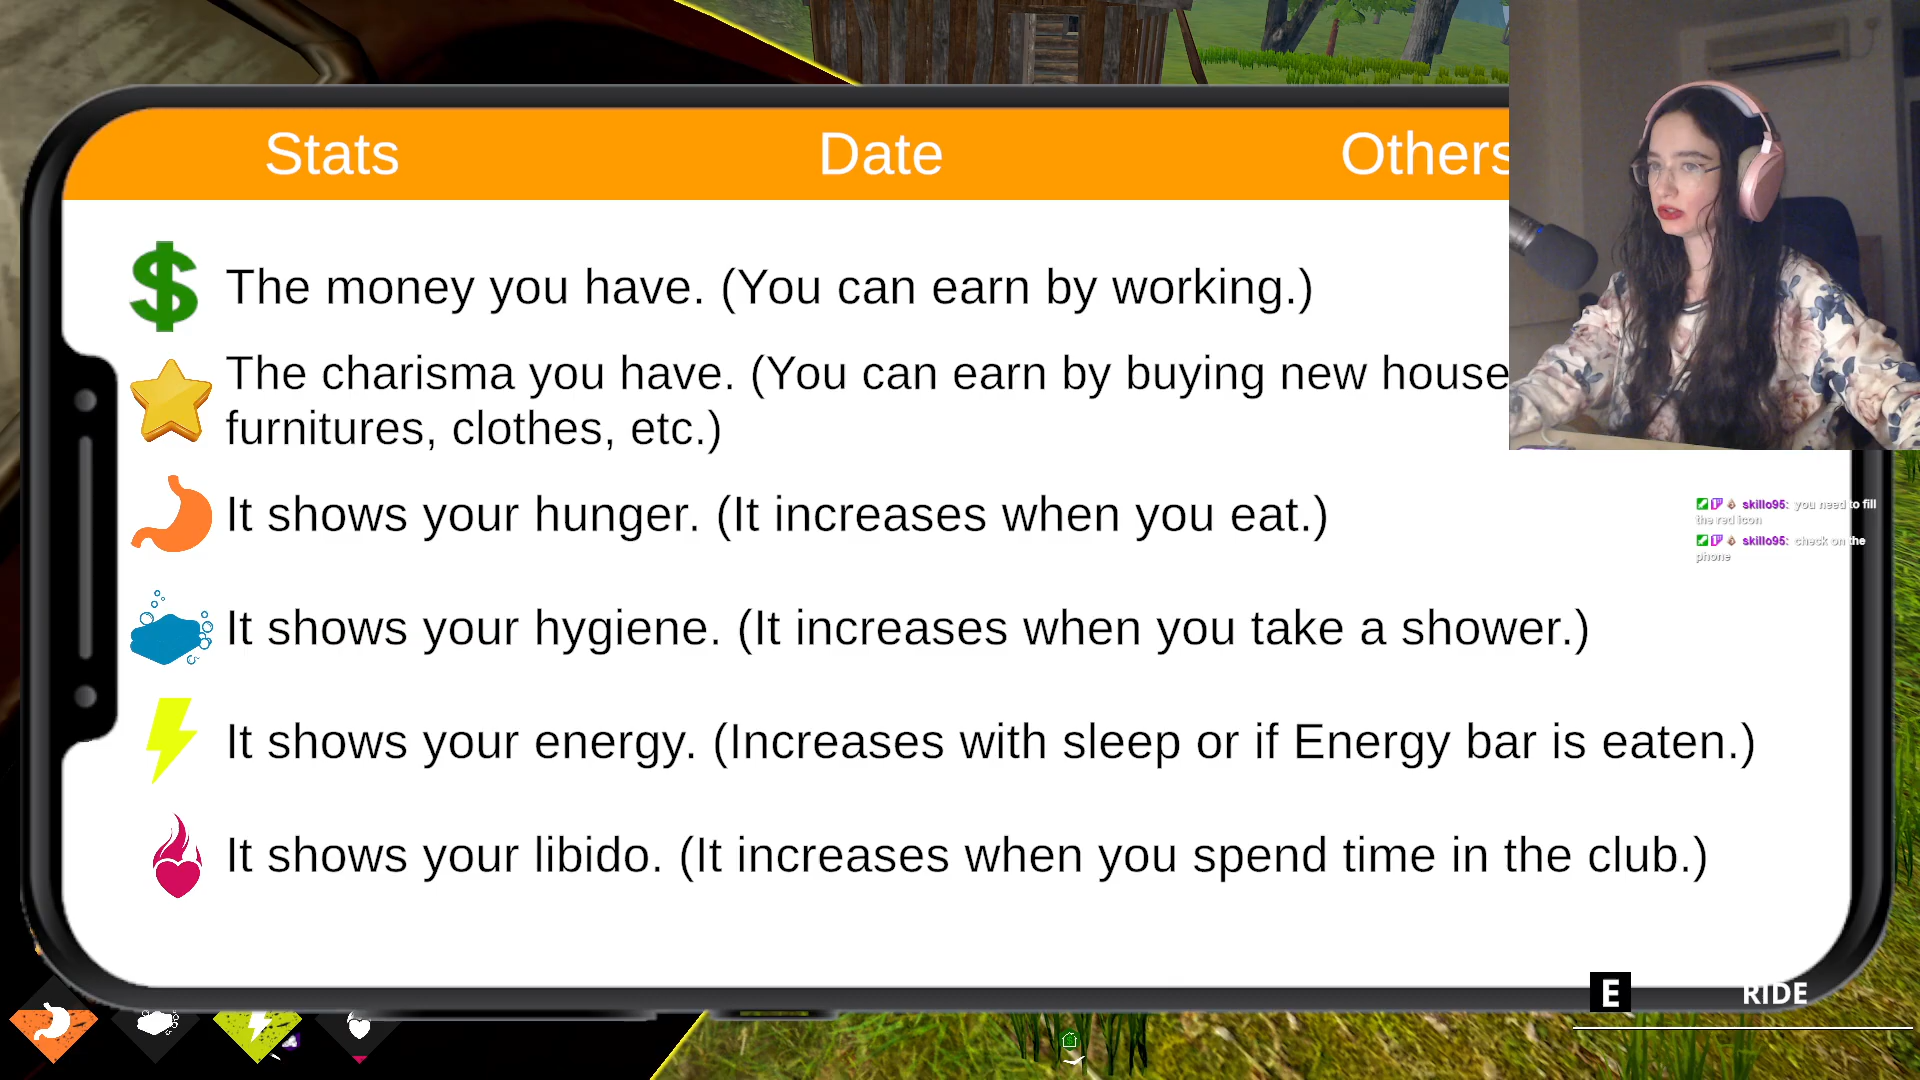 Stats Date Others
$ The money you have. (You can earn by working.)
The charisma you have. (You can earn by buying new house
furnitures, clothes, etc.)
It shows your hunger. (It increases when you eat.)
It shows your hygiene. (It increases when you take a shower.)
It shows your energy. (Increases with sleep or if Energy bar is eaten.)
It shows your libido. (It increases when you spend time in the club.)
skillo95: you need to fill
the red icon
skillo95: check on the
phone
E RIDE